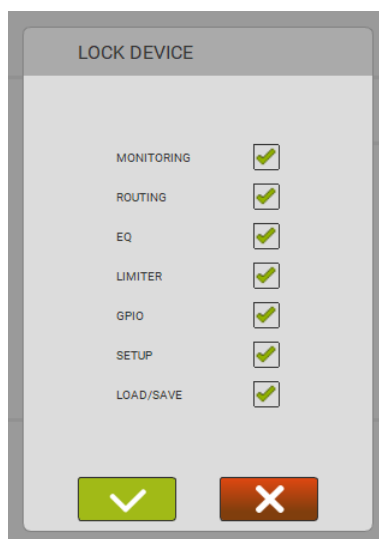 LOCK DEVICE
MONITORING
ROUTING
EQ
LIMITER
GPIO
SETUP
LOAD/SAVE